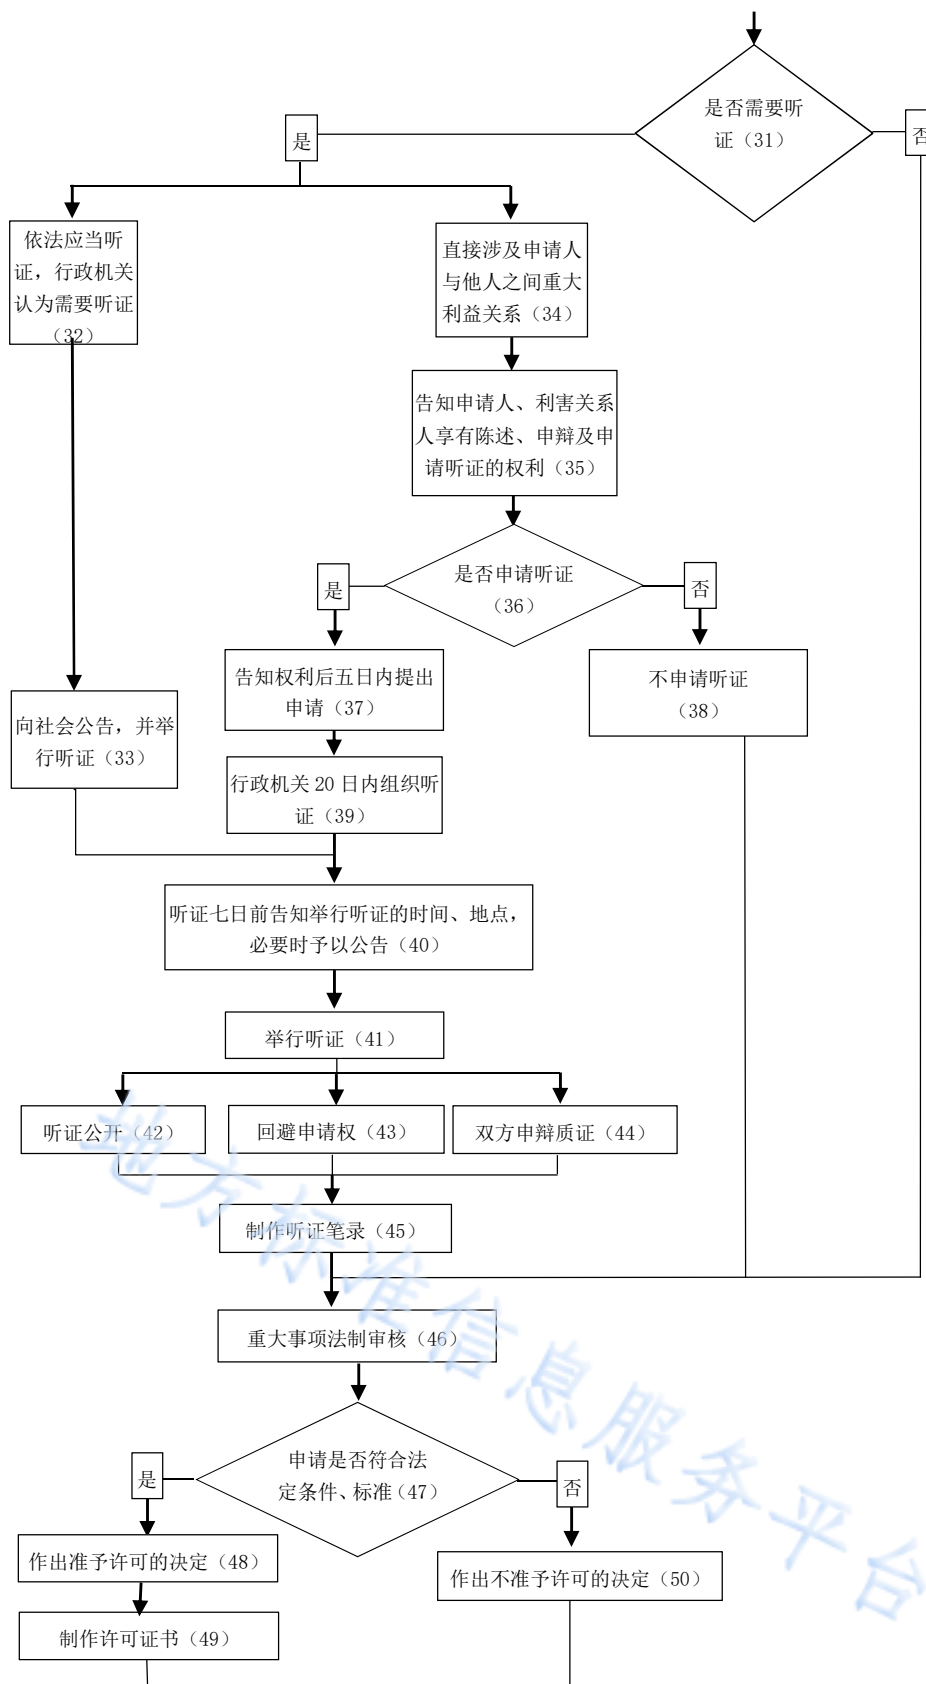 是否需要听
证（31）
是
否
依法应当听
证，行政机关
认为需要听证
（32）
直接涉及申请人
与他人之间重大
利益关系（34）
告知申请人、利害关系
人享有陈述、申辩及申
请听证的权利（35）
是否申请听证
（36）
是
否
告知权利后五日内提出
申请（37）
不申请听证
（38）
向社会公告，并举
行听证（33）
行政机关 20 日内组织听
证（39）
听证七日前告知举行听证的时间、地点，
必要时予以公告（40）
举行听证（41）
听证公开（42）
回避申请权（43）
双方申辩质证（44）
制作听证笔录（45）
重大事项法制审核（46）
申请是否符合法
定条件、标准（47）
是
否
作出准予许可的决定（48）
作出不准予许可的决定（50）
制作许可证书（49）
地方标准信息服务平台